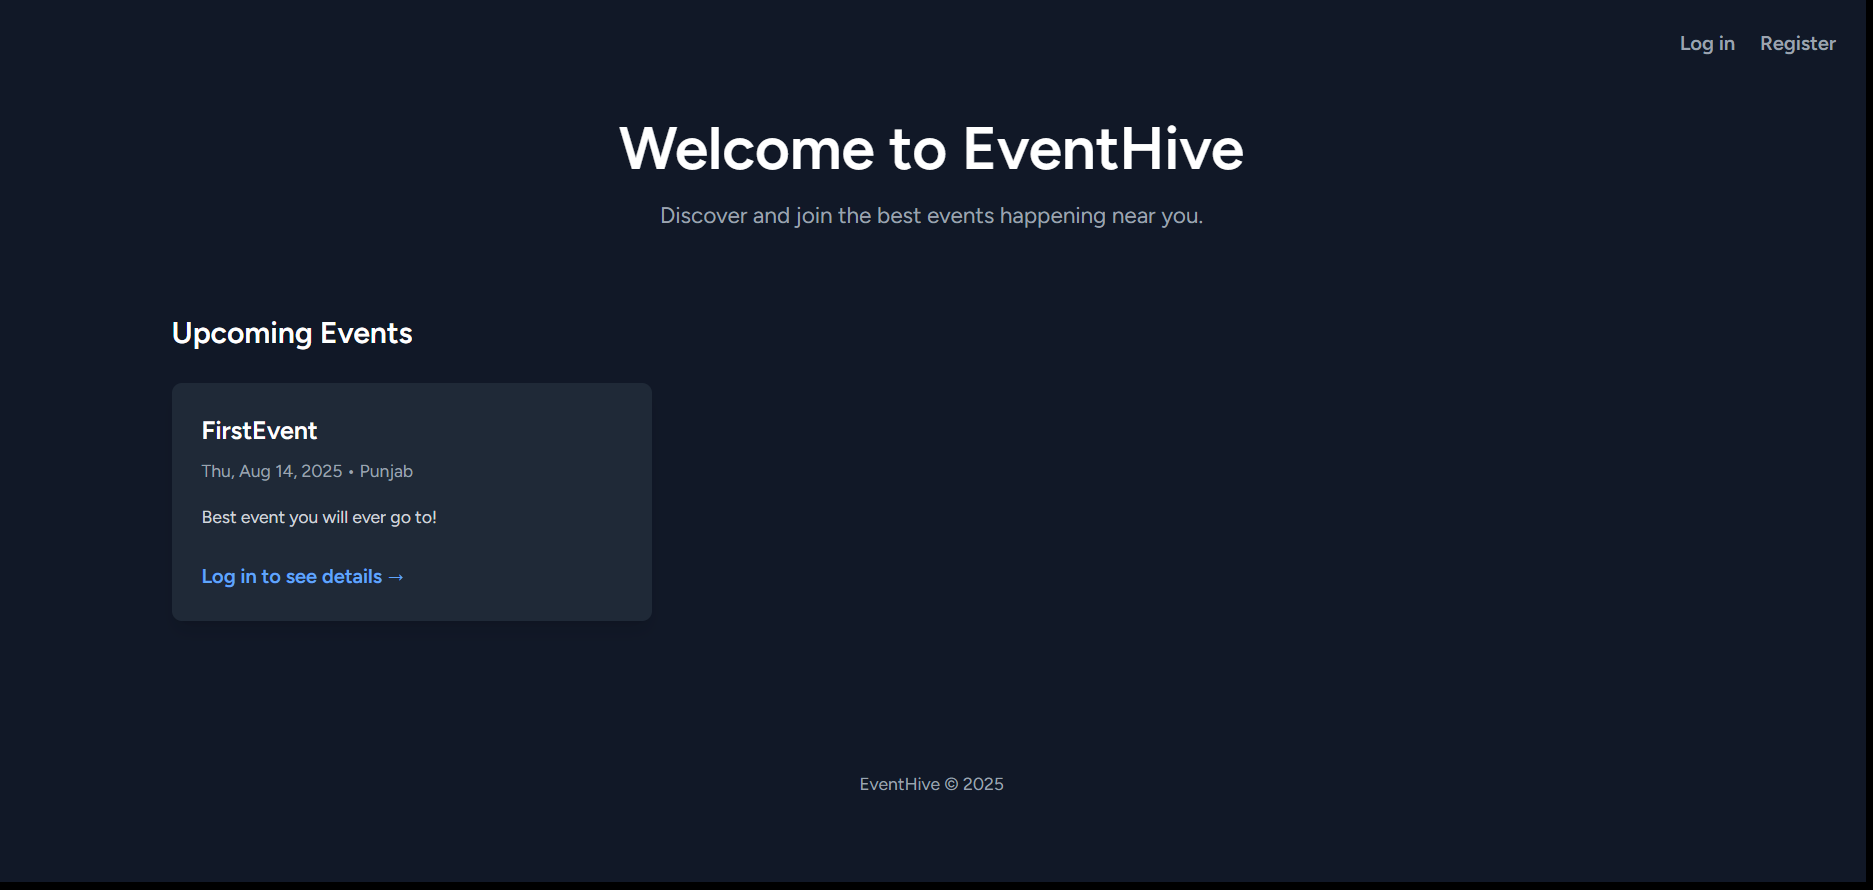 Log in Register
Welcome to EventHive
Discover and join the best events happening near you.
Upcoming Events
FirstEvent
Thu, Aug 14, 2025 • Punjab
Best event you will ever go to!
Log in to see details →
EventHive © 2025